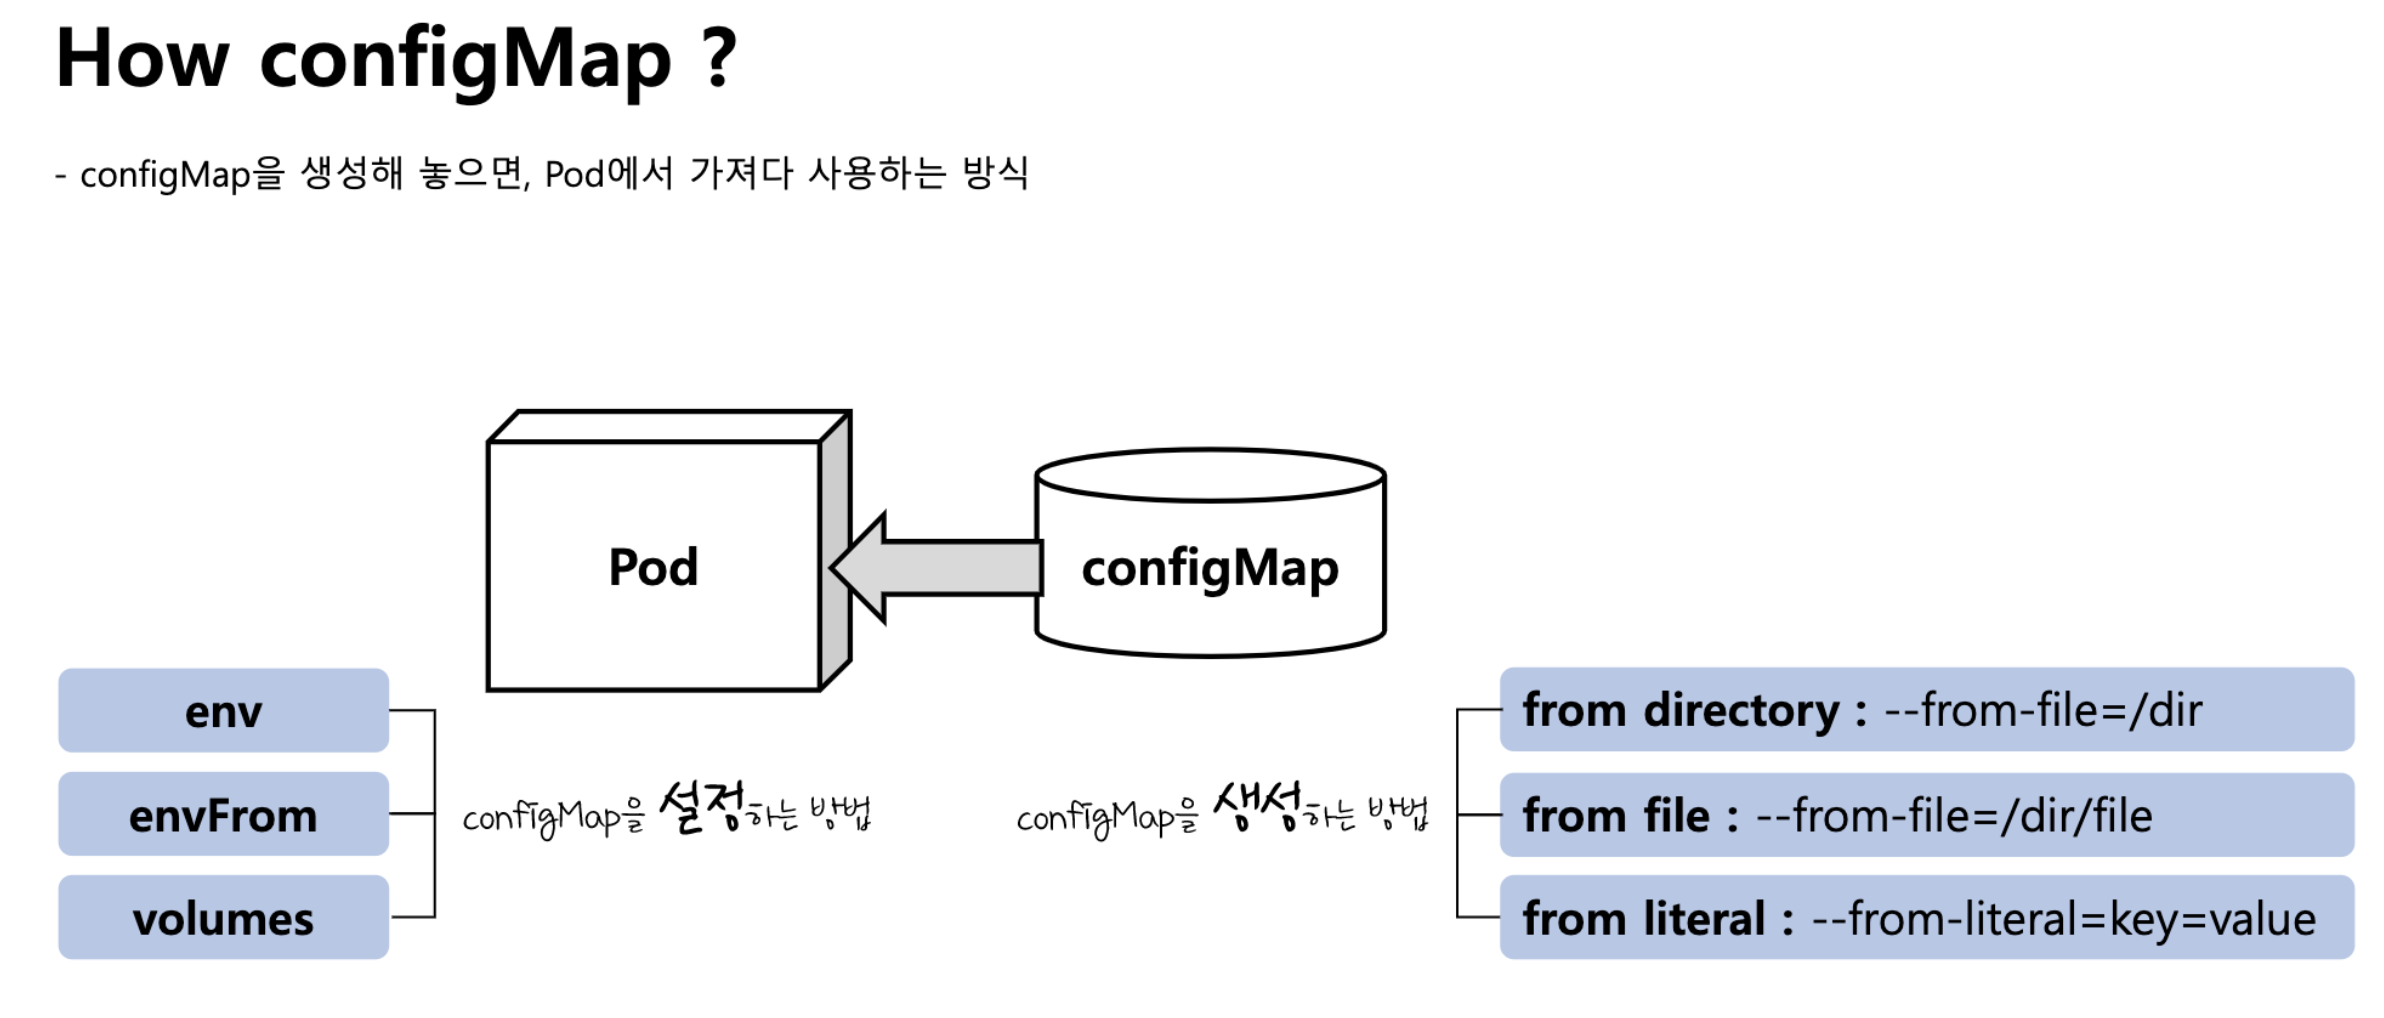 How configMap ?
- configMap을 생성해 놓으면, Pod에서 가져다 사용하는 방식
Pod
configMap
env
envFrom
volumes
configMap을 설정하는 방법
configMap을 생성하는 방법
from directory : --from-file=/dir
from file : --from-file=/dir/file
from literal : --from-literal=key=value